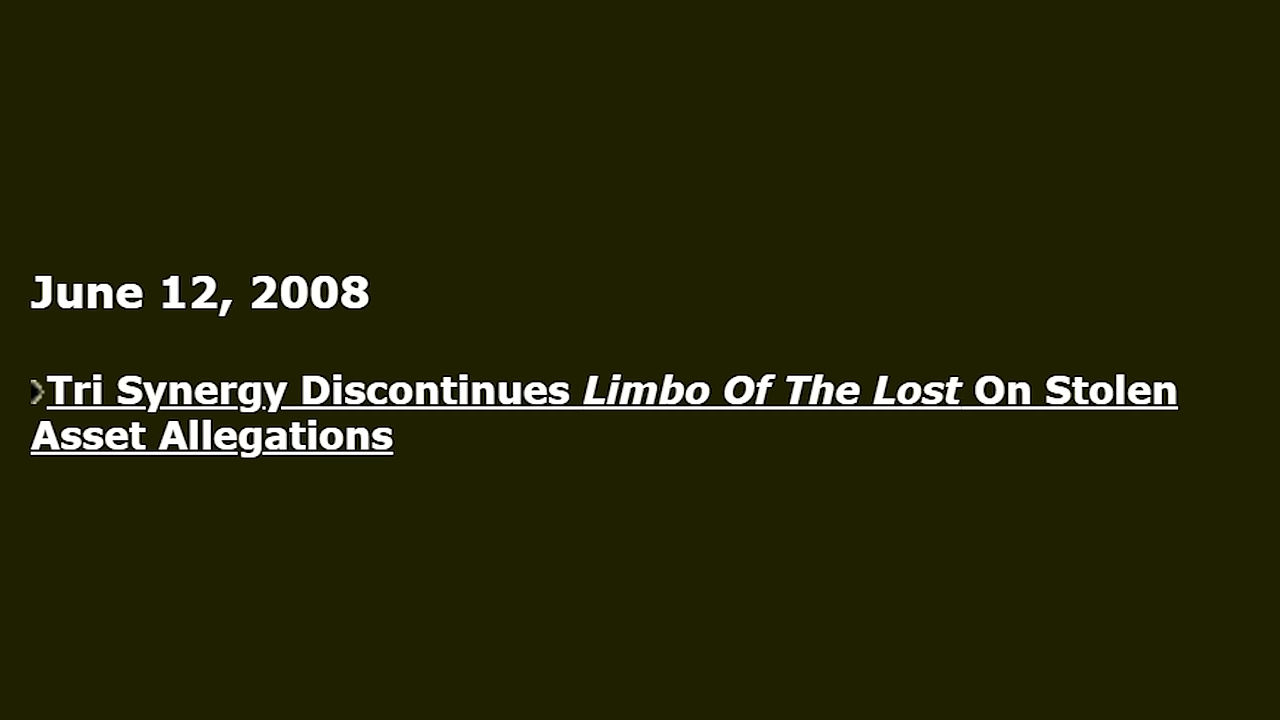 June 12, 2008
Tri Synergy Discontinues Limbo Of The Lost On Stolen
Asset Allegations